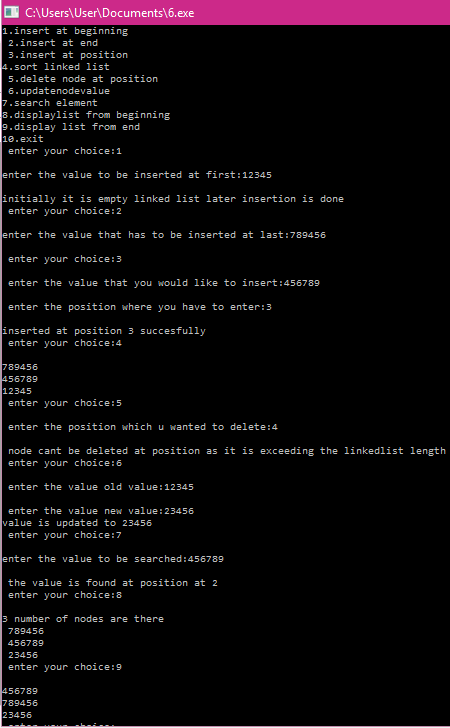 C:\Users\User\Documents\6.exe
1.insert at beginning
2.insert at end
3.insert at position
4.sort linked list
5.delete node at position
6.updatenodevalue
7.search element
8.displaylist from beginning
9.display list from end
10.exit
enter your choice:1
enter the value to be inserted at first:12345
initially it is empty linked list later insertion is done
enter your choice:2
enter the value that has to be inserted at last:789456
enter your choice:3
enter the value that you would like to insert:456789
enter the position where you have to enter:3
inserted at position 3 succesfully
enter your choice:4
789456
456789
12345
enter your choice:5
enter the position which u wanted to delete:4
node cant be deleted at position as it is exceeding the linkedlist length
enter your choice:6
enter the value old value:12345
enter the value new value:23456
value is updated to 23456
enter your choice:7
enter the value to be searched:456789
the value is found at position at 2
enter your choice:8
3 number of nodes are there
789456
456789
23456
enter your choice:9
456789
789456
23456